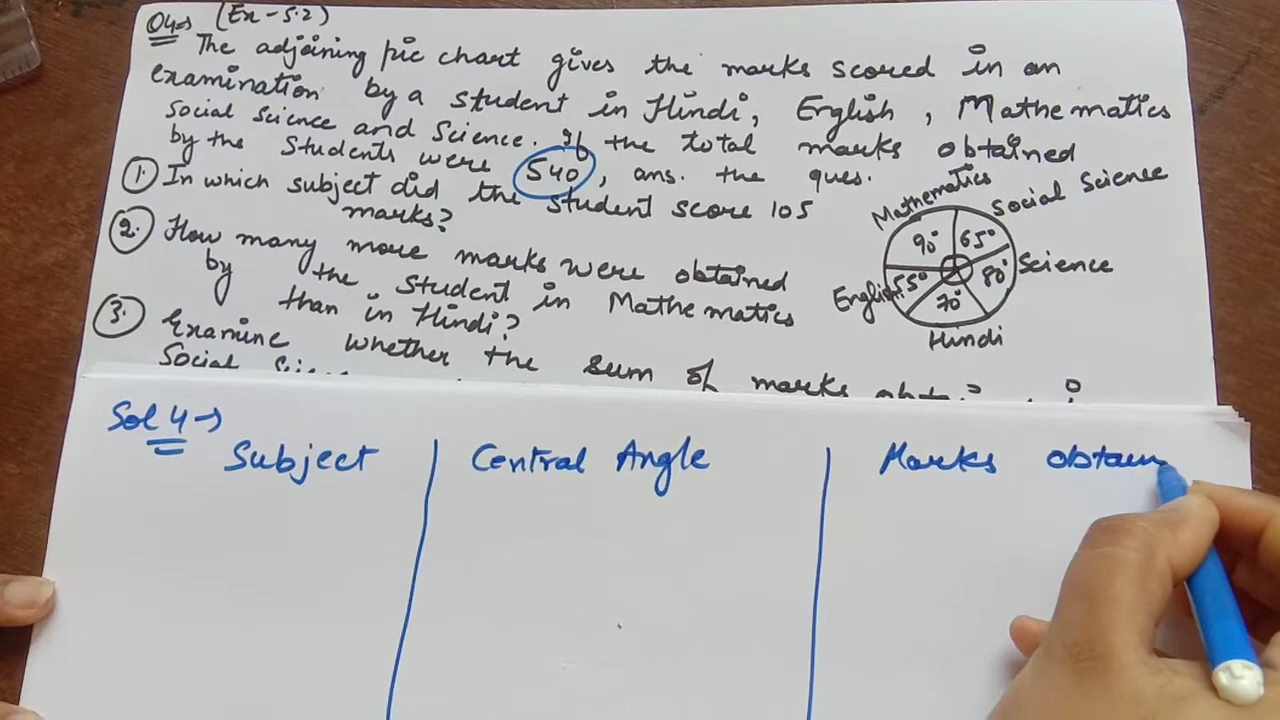 Q4→ (Ex-5.2)
The adjoining pie chart gives the marks scored in an
examination by a student in Hindi, English, Mathematics
Social Science and Science. If the total marks obtained
by the students were 540, ans. the ques.
1. In which subject did the student score 105
marks?
2. How many more marks were obtained
by the student in Mathematics
than in Hindi?
3. Examine whether the sum of marks
Social
Mathematics
Social Science
90° 65°
English 55° 80° Science
70°
Hindi
Sol 4→
Subject Central Angle Marks obtain